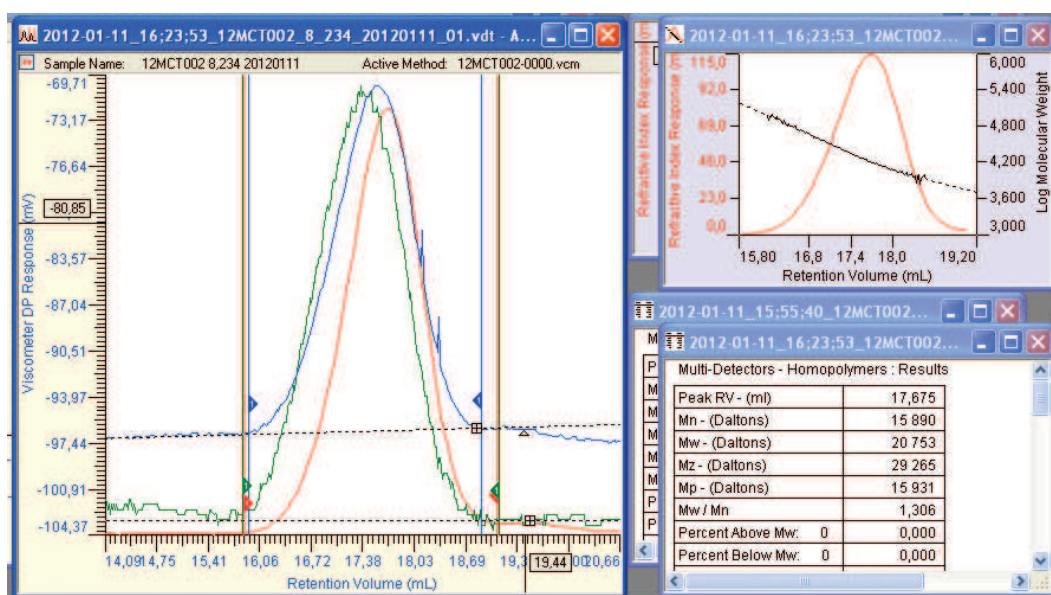 2012-01-11_16;23;53_12MCT002_8_234_20120111_01.vdt - A...
Sample Name: 12MCT002 8,234 20120111 Active Method: 12MCT002-0000.vcm
-69,71
-73,17
-76,64
-80,85
-83,57
-87,04
-90,51
-93,97
-97,44
-100,91
-104,37
Viscometer DP Response (mV)
14,09 14,75 15,41 16,06 16,72 17,38 18,03 18,69 19,3 19,44 00 20,66
Retention Volume (mL)
2012-01-11_16;23;53_12MCT002...
115,0
92,0
69,0
46,0
23,0
0,0
Refractive Index Response
6,000
5,400
4,800
4,200
3,600
3,000
Log Molecular Weight
15,80 16,8 17,4 18,0 19,20
Retention Volume (mL)
2012-01-11_15;55;40_12MCT002...
2012-01-11_16;23;53_12MCT002...
M
P
M
M
M
M
M
P
P
Multi-Detectors - Homopolymers : Results
Peak RV - (ml) 17,675
Mn - (Daltons) 15 890
Mw - (Daltons) 20 753
Mz - (Daltons) 29 265
Mp - (Daltons) 15 931
Mw / Mn 1,306
Percent Above Mw: 0 0,000
Percent Below Mw: 0 0,000